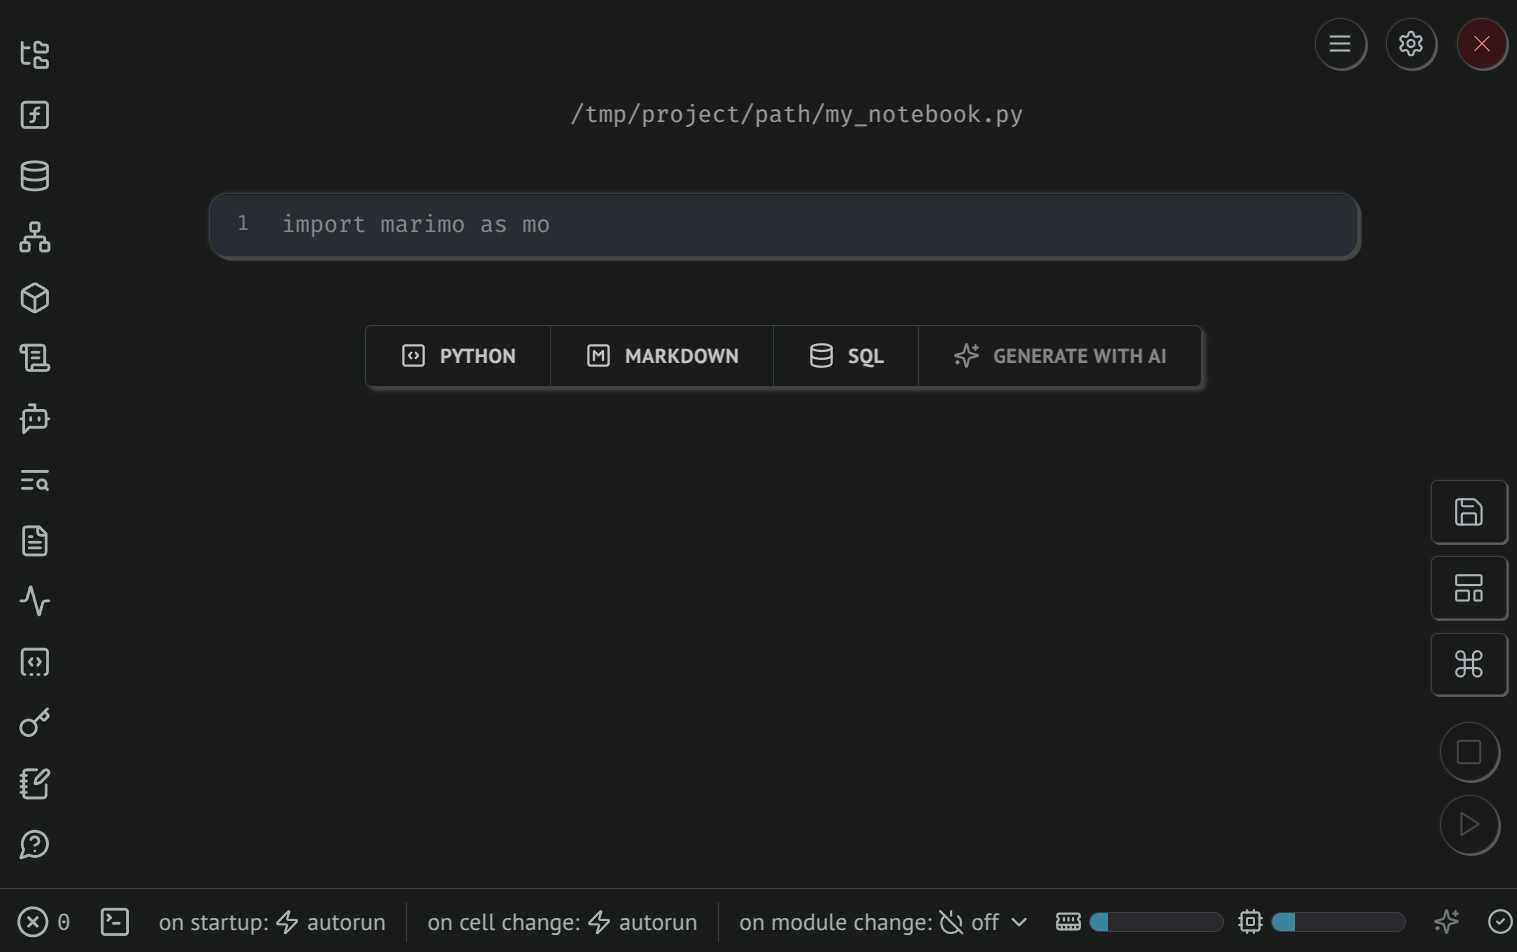 /tmp/project/path/my_notebook.py
1 import marimo as mo
PYTHON MARKDOWN SQL GENERATE WITH AI
0 on startup: autorun on cell change: autorun on module change: off